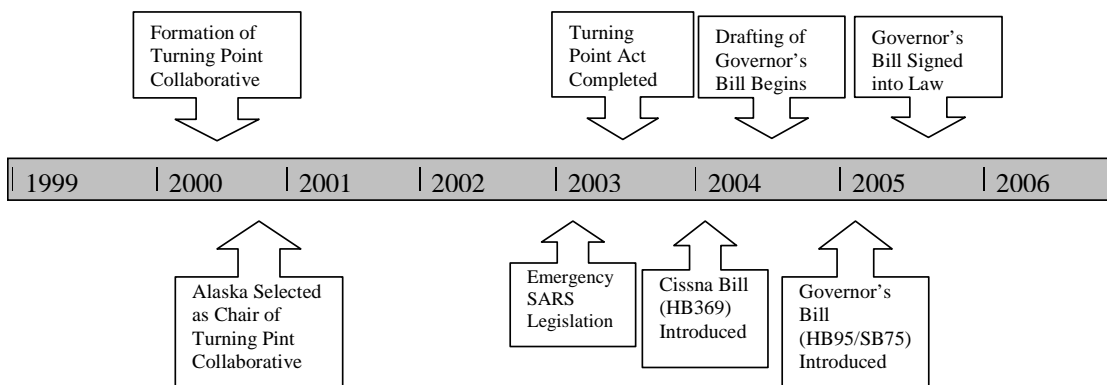 Formation of
Turning Point
Collaborative
Turning
Point Act
Completed
Drafting of
Governor's
Bill Begins
Governor's
Bill Signed
into Law
1999 2000 2001 2002 2003 2004 2005 2006
Alaska Selected
as Chair of
Turning Pint
Collaborative
Emergency
SARS
Legislation
Cissna Bill
(HB369)
Introduced
Governor's
Bill
(HB95/SB75)
Introduced